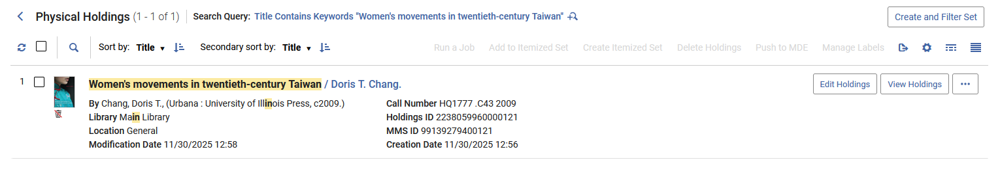 Physical Holdings (1 - 1 of 1) Search Query: Title Contains Keywords "Women's movements in twentieth-century Taiwan" Create and Filter Set
Sort by: Title Secondary sort by: Title Run a Job Add to Itemized Set Create Itemized Set Delete Holdings Push to MDE Manage Labels
1 Women's movements in twentieth-century Taiwan / Doris T. Chang. Edit Holdings View Holdings
By Chang, Doris T., (Urbana : University of Illinois Press, c2009.) Call Number HQ1777 .C43 2009
Library Main Library Holdings ID 2238059960000121
Location General MMS ID 99139279400121
Modification Date 11/30/2025 12:58 Creation Date 11/30/2025 12:56